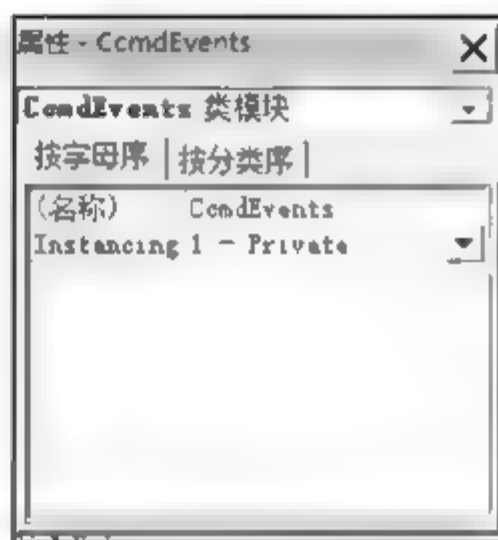 属性 - CcmdEvents
CcmdEvents 类模块
按字母序 按分类序
(名称) CcmdEvents
Instancing 1 - Private